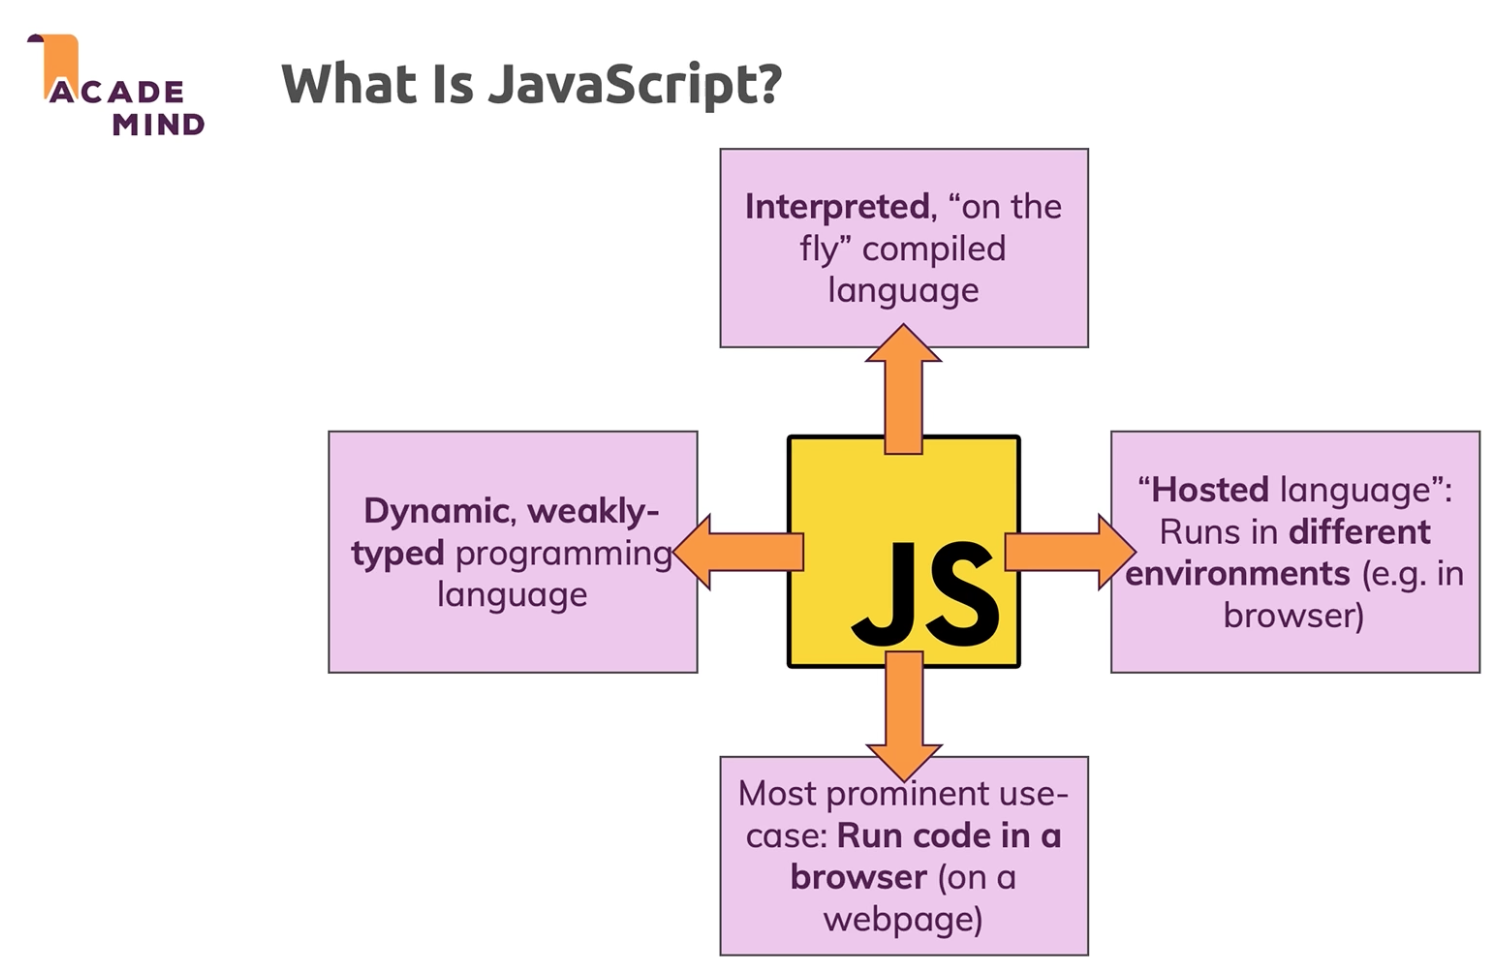 ACADE
MIND
What Is JavaScript?
Interpreted, “on the
fly” compiled
language
Dynamic, weakly-
typed programming
language
JS
“Hosted language”:
Runs in different
environments (e.g. in
browser)
Most prominent use-
case: Run code in a
browser (on a
webpage)